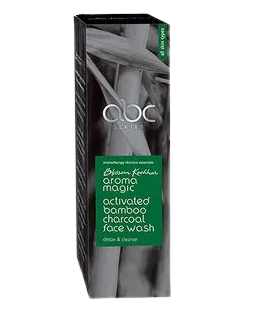 all skin types
abc
SERIES
aromatherapy skincare essentials
Blossom Kochhar
aroma
magic
activated
bamboo
charcoal
face wash
detox & cleanse